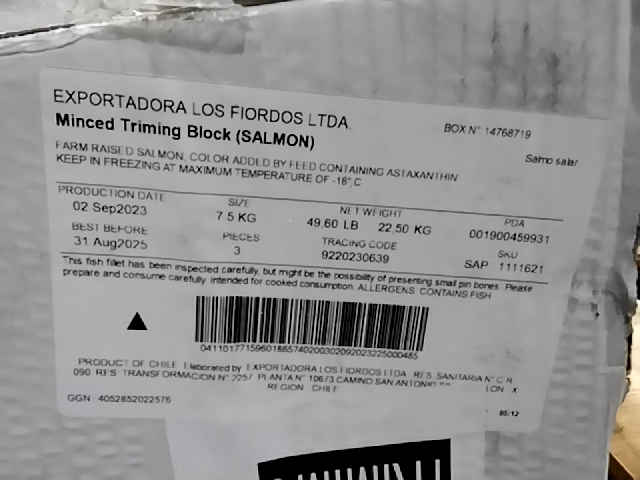 EXPORTADORA LOS FIORDOS LTDA.
BOX N° 14768719
Minced Triming Block (SALMON)
Salmo salar
FARM RAISED SALMON, COLOR ADDED BY FEED CONTAINING ASTAXANTHIN
KEEP IN FREEZING AT MAXIMUM TEMPERATURE OF -18° C
PRODUCTION DATE SIZE NET WEIGHT PDA
02 Sep2023 7.5 KG 49,60 LB 22,50 KG 001900459931
BEST BEFORE PIECES TRACING CODE SKU
31 Aug2025 3 9220230639 SAP 1111621
This fish fillet has been inspected carefully, but might be the possibility of presenting small pin bones. Please
prepare and consume carefully. intended for cooked consumption. ALLERGENS: CONTAINS FISH
PRODUCT OF CHILE Elaborated by EXPORTADORA LOS FIORDOS LTDA. RES. SANITARIA N° C.R.
090 RES. TRANSFORMACION N° 2257 PLANTA N° 10673 CAMINO SAN ANTONIO
REGION CHILE
GGN 4052852022576
05:12